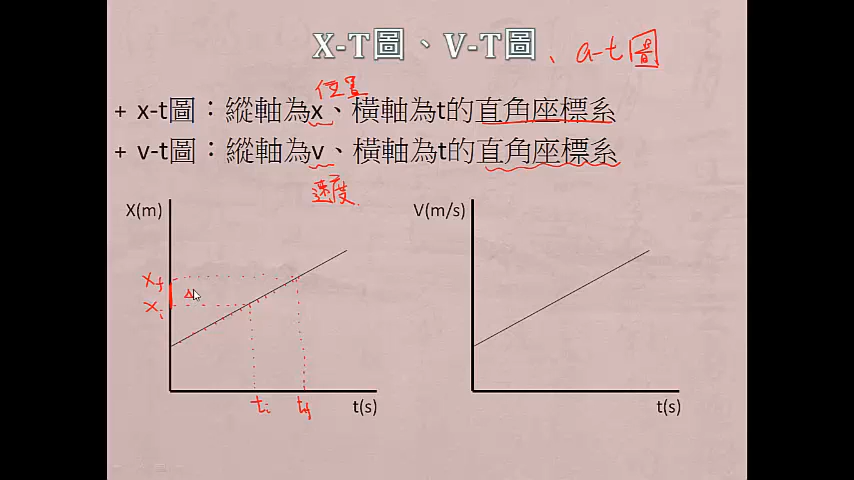 X-T圖、V-T圖、a-t圖
位置
+ x-t圖：縱軸為x、橫軸為t的直角座標系
+ v-t圖：縱軸為v、橫軸為t的直角座標系
速度
X(m)
V(m/s)
xf
Δ
xi
ti
tf
t(s)
t(s)